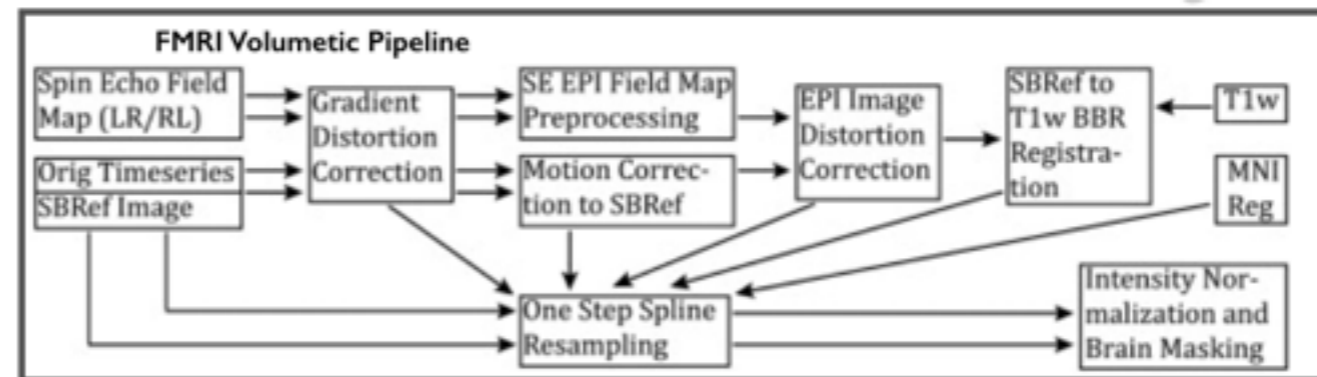 FMRI Volumetic Pipeline
Spin Echo Field
Map (LR/RL)
Orig Timeseries
SBRef Image
Gradient
Distortion
Correction
SE EPI Field Map
Preprocessing
Motion Correc-
tion to SBRef
EPI Image
Distortion
Correction
SBRef to
T1w BBR
Registra-
tion
T1w
MNI
Reg
One Step Spline
Resampling
Intensity Nor-
malization and
Brain Masking